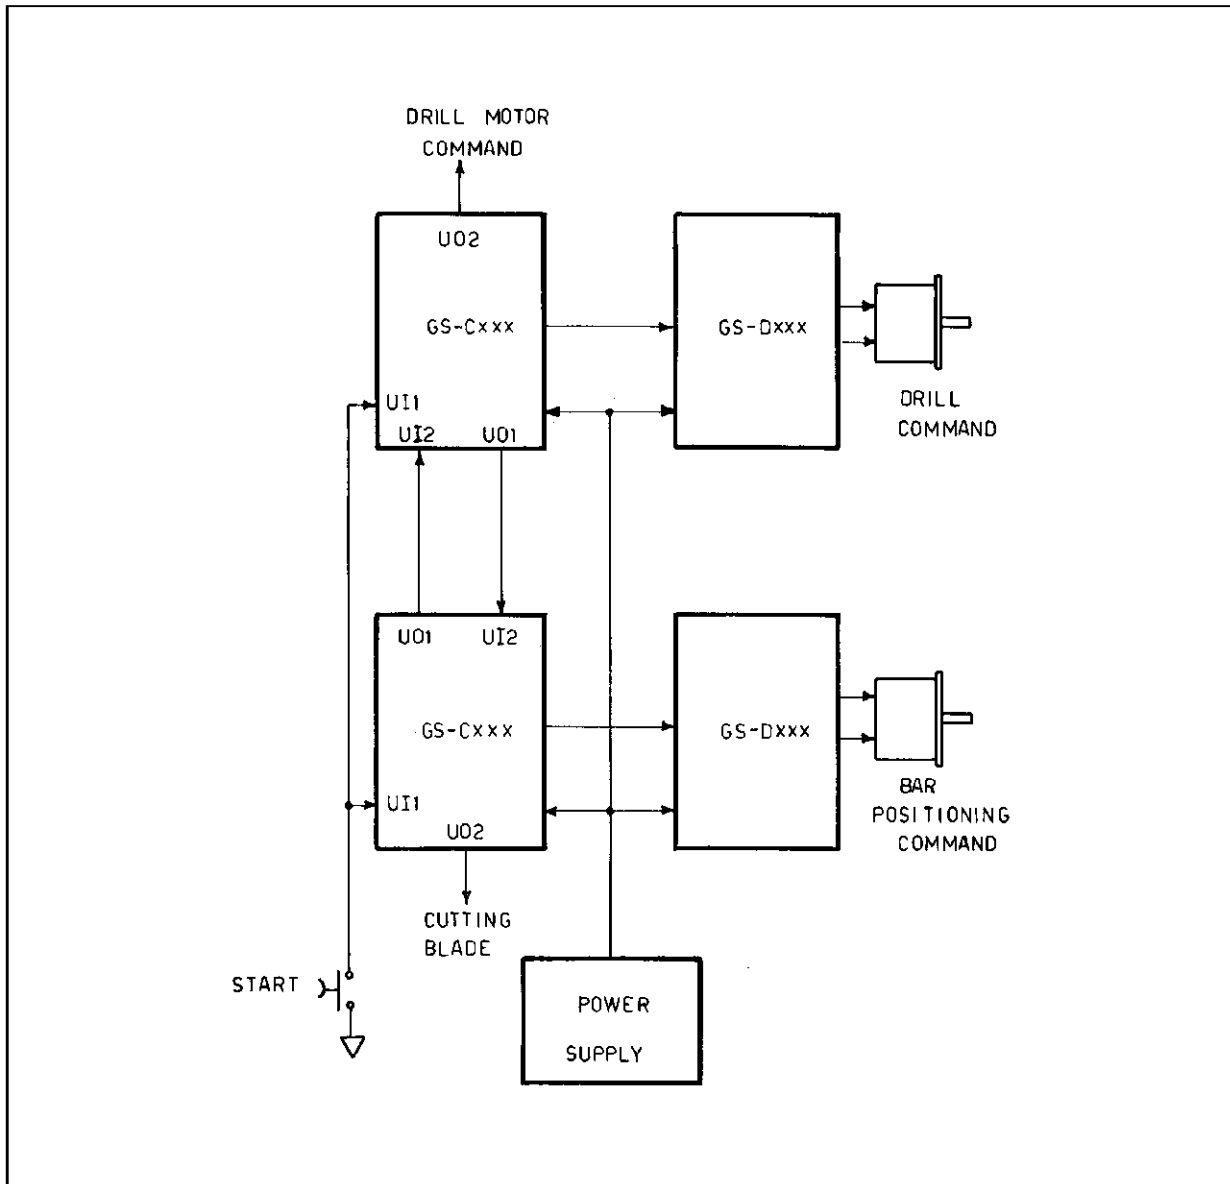 DRILL MOTOR
COMMAND
UO2
GS-Cxxx
GS-Dxxx
UI1
UI2 UO1
DRILL
COMMAND
UO1 UI2
GS-Cxxx
GS-Dxxx
UI1
UO2
BAR
POSITIONING
COMMAND
CUTTING
BLADE
START
POWER
SUPPLY